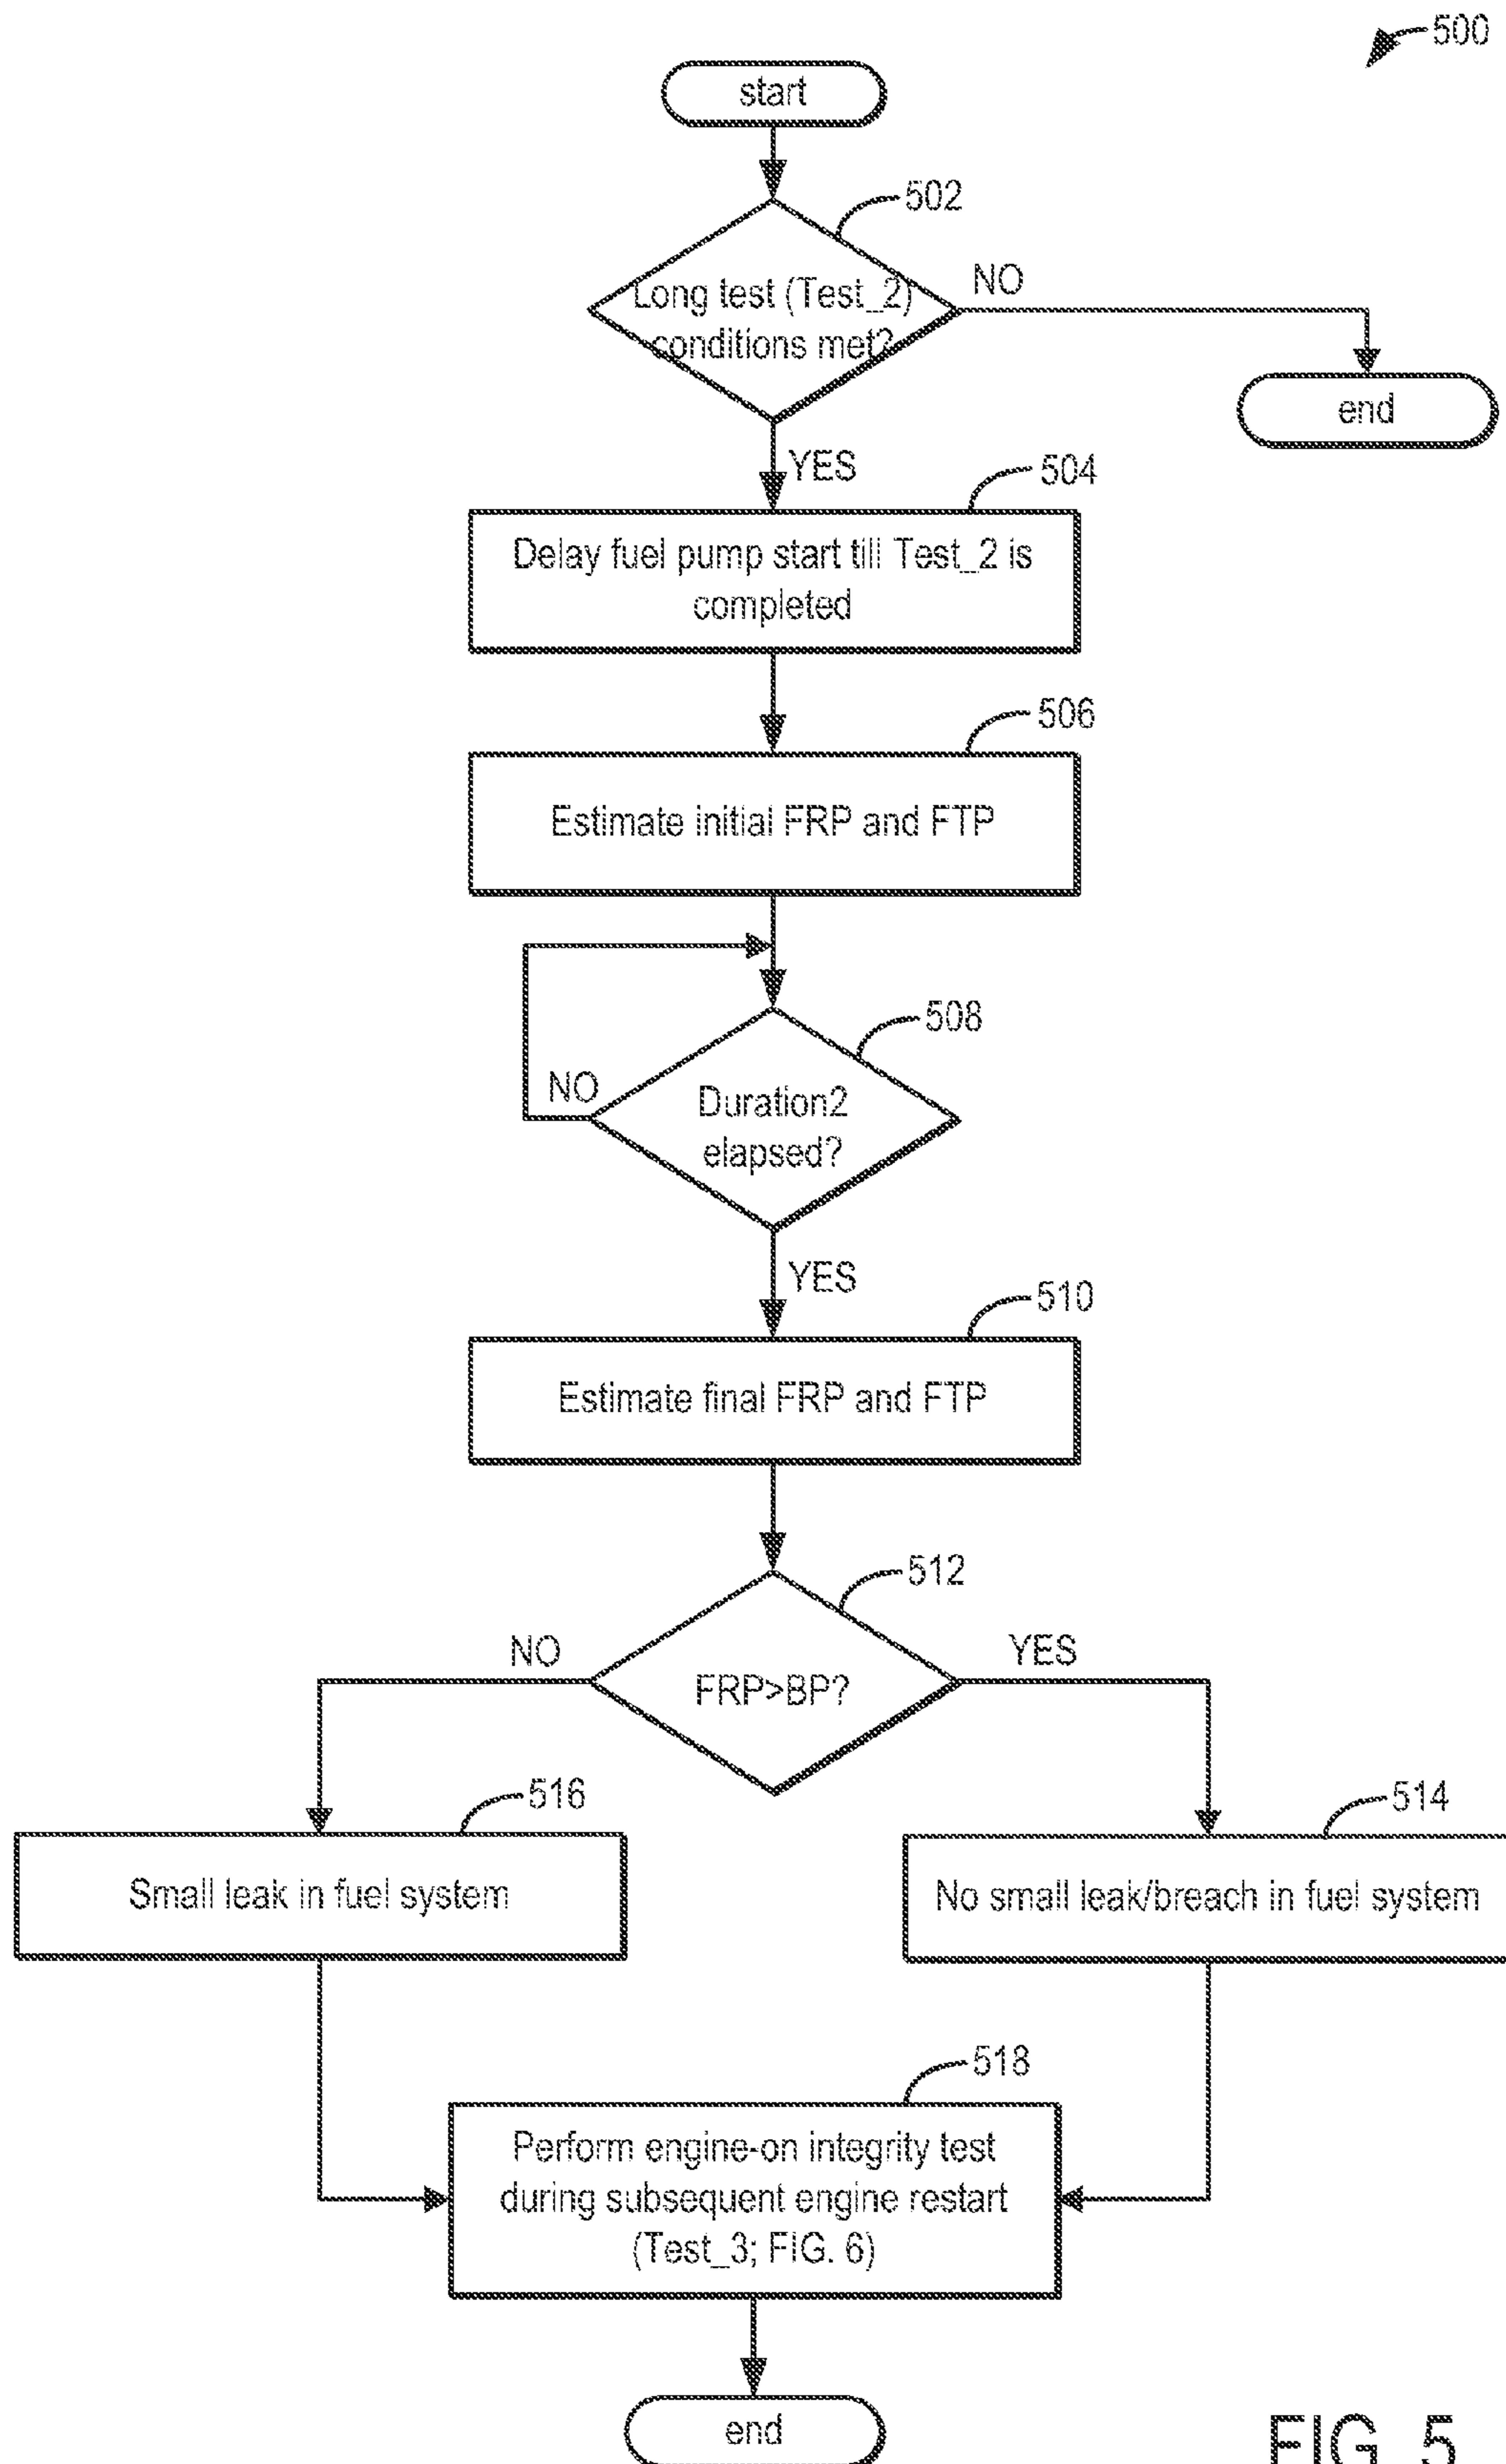 500
start
502
Long test (Test_2)
conditions met?
NO
end
YES
504
Delay fuel pump start till Test_2 is
completed
506
Estimate initial FRP and FTP
508
NO
Duration2
elapsed?
YES
510
Estimate final FRP and FTP
512
NO
YES
FRP>BP?
516
514
Small leak in fuel system
No small leak/breach in fuel system
518
Perform engine-on integrity test
during subsequent engine restart
(Test_3; FIG. 6)
end
FIG. 5